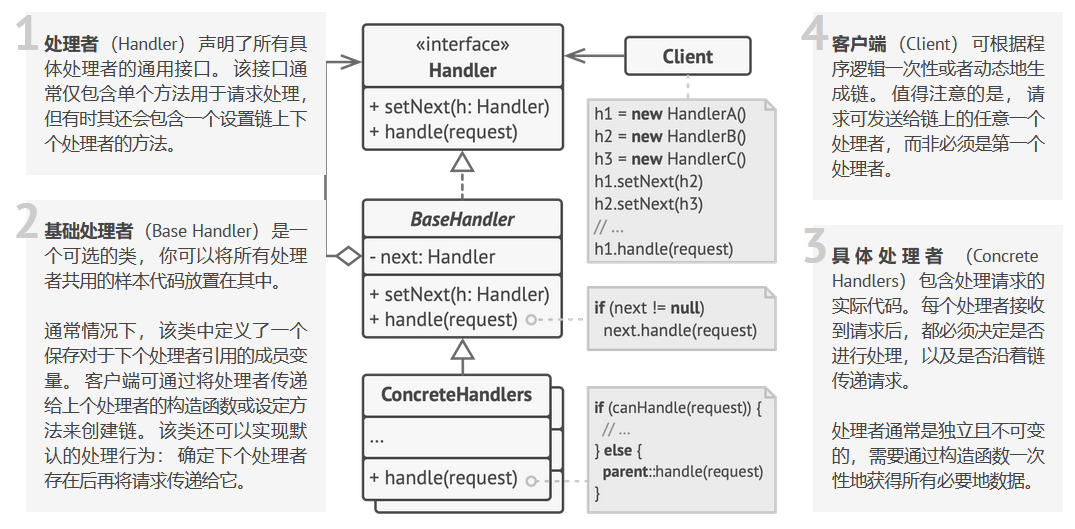 1
处理者 （Handler） 声明了所有具
体处理者的通用接口。 该接口通
常仅包含单个方法用于请求处理，
但有时其还会包含一个设置链上下
个处理者的方法。
2
基础处理者 （Base Handler） 是一
个可选的类， 你可以将所有处理
者共用的样本代码放置在其中。
通常情况下， 该类中定义了一个
保存对于下个处理者引用的成员变
量。 客户端可通过将处理者传递
给上个处理者的构造函数或设定方
法来创建链。 该类还可以实现默
认的处理行为： 确定下个处理者
存在后再将请求传递给它。
«interface»
Handler
+ setNext(h: Handler)
+ handle(request)
BaseHandler
- next: Handler
+ setNext(h: Handler)
+ handle(request)
ConcreteHandlers
...
+ handle(request)
Client
h1 = new HandlerA()
h2 = new HandlerB()
h3 = new HandlerC()
h1.setNext(h2)
h2.setNext(h3)
// ...
h1.handle(request)
if (next != null)
next.handle(request)
if (canHandle(request)) {
// ...
} else {
parent::handle(request)
}
4
客户端 （Client） 可根据程
序逻辑一次性或者动态地生
成链。 值得注意的是， 请
求可发送给链上的任意一个
处理者，而非必须是第一个
处理者。
3
具体处理者 （Concrete
Handlers） 包含处理请求的
实际代码。每个处理者接收
到请求后，都必须决定是否
进行处理，以及是否沿着链
传递请求。
处理者通常是独立且不可变
的，需要通过构造函数一次
性地获得所有必要地数据。